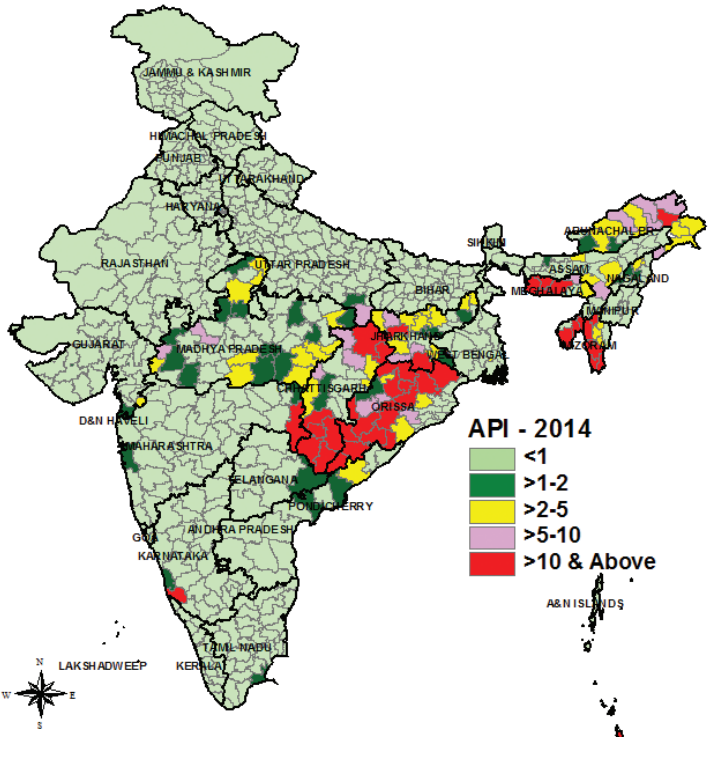 JAMMU & KASHMIR
HIMACHAL PRADESH
PUNJAB
UTTARAKHAND
HARYANA
ARUNACHAL PR
SIKKIM
RAJASTHAN
UTTAR PRADESH
ASSAM
NAGALAND
BIHAR
MEGHALAYA
MANIPUR
GUJARAT
MADHYA PRADESH
JHARKHAND
WEST BENGAL
MIZORAM
CHHATTISGARH
ORISSA
D&N HAVELI
MAHARASHTRA
TELANGANA
PONDICHERRY
GOA
ANDHRA PRADESH
KARNATAKA
TAMIL NADU
LAKSHADWEEP
KERALA
A&N ISLANDS
API - 2014
<1
>1-2
>2-5
>5-10
>10 & Above
N
W E
S